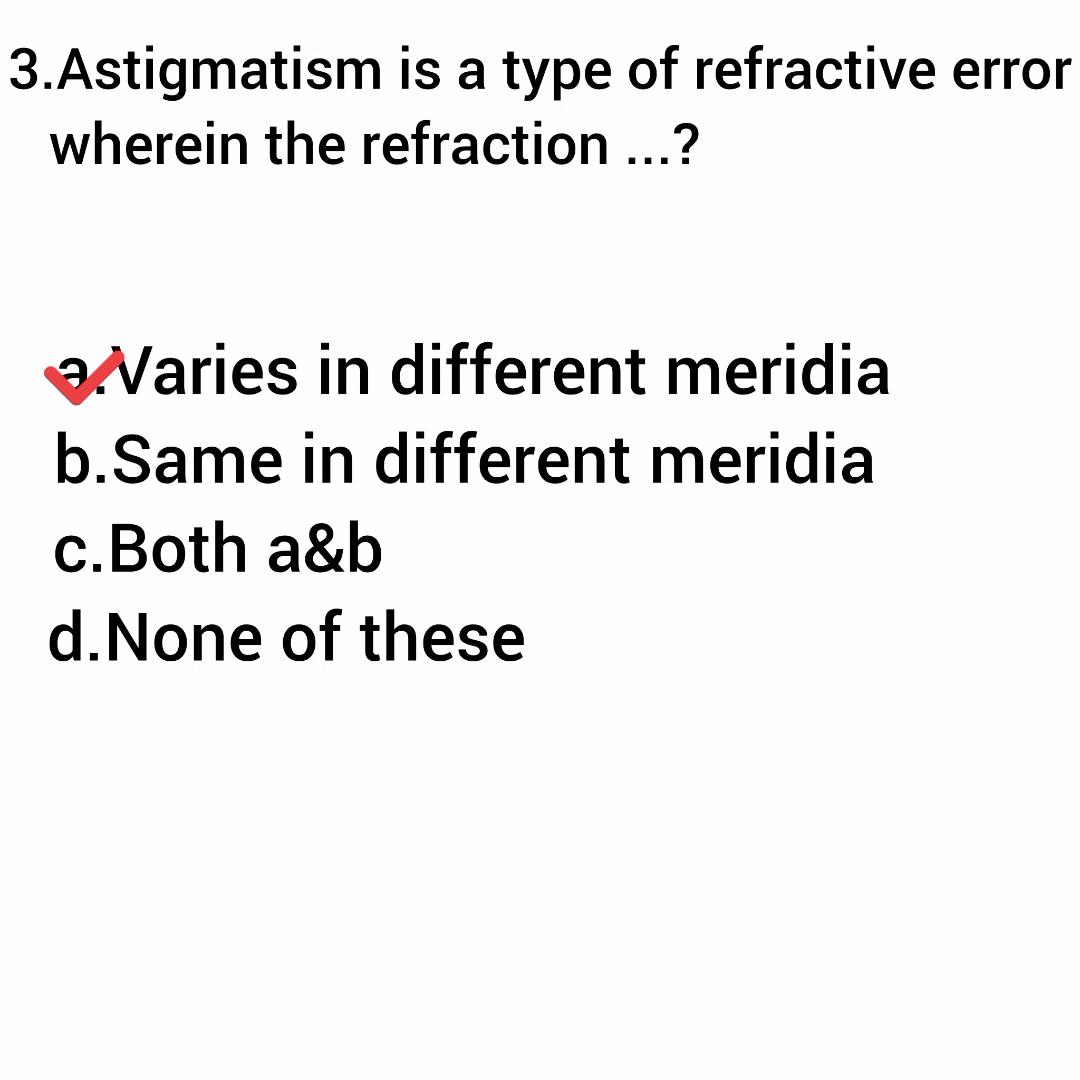 3.Astigmatism is a type of refractive error
wherein the refraction ...?
a.Varies in different meridia
b.Same in different meridia
c.Both a&b
d.None of these